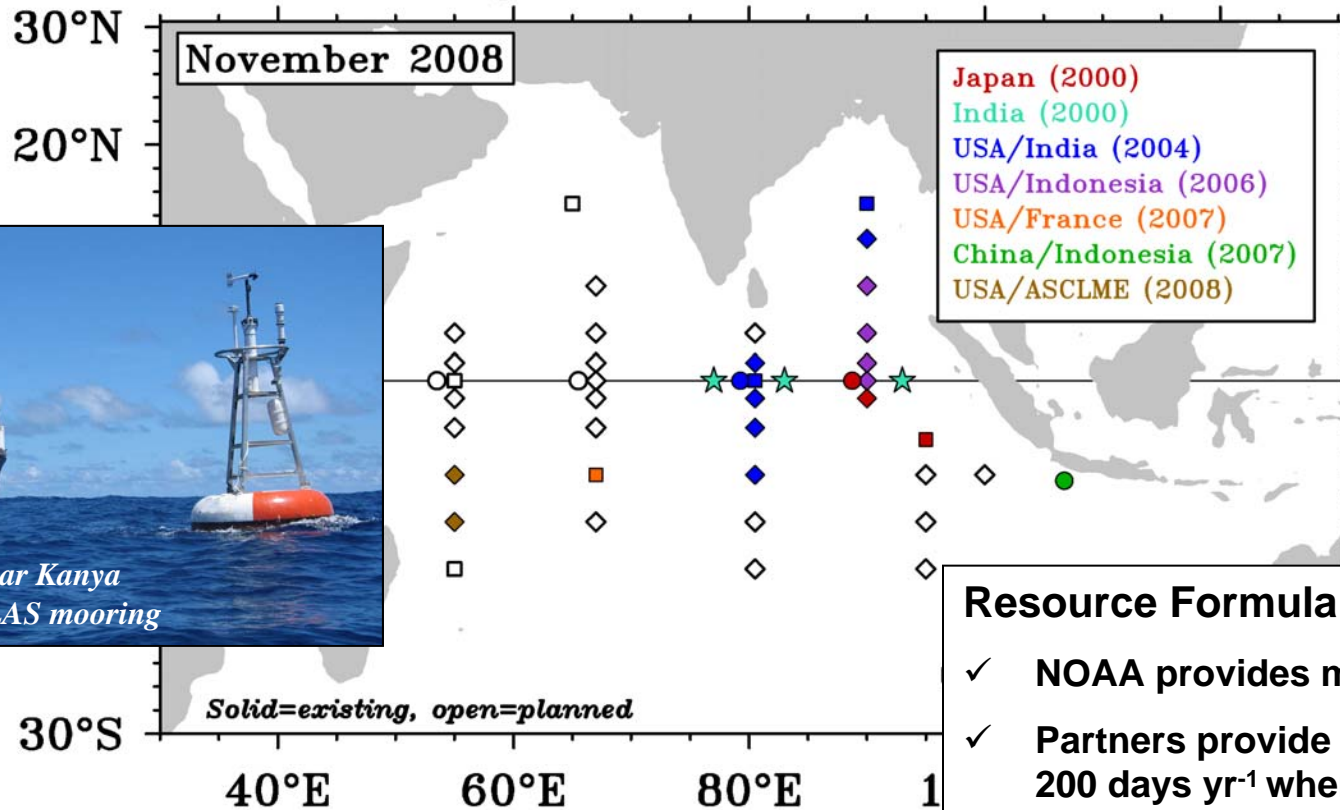 30°N
November 2008
Japan (2000)
India (2000)
USA/India (2004)
USA/Indonesia (2006)
USA/France (2007)
China/Indonesia (2007)
USA/ASCLME (2008)
20°N
ar Kanya
AS mooring
Resource Formula
✓ NOAA provides m
✓ Partners provide
200 days yr⁻¹ whe
Solid=existing, open=planned
30°S
40°E 60°E 80°E 1